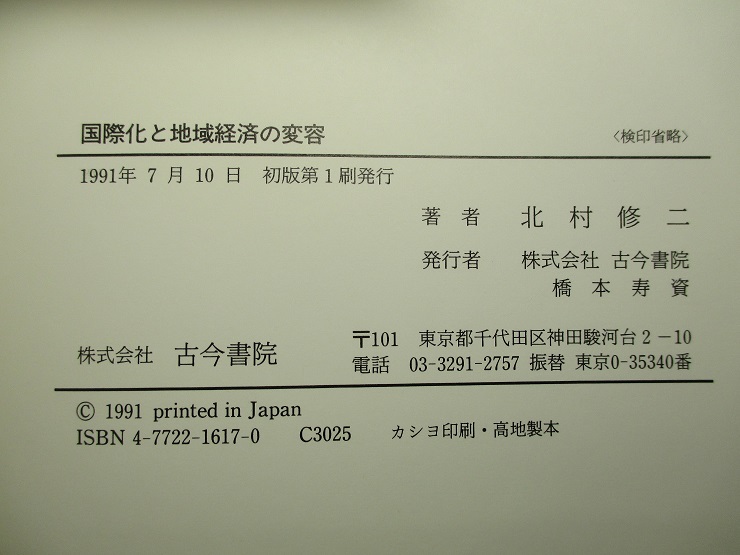 国際化と地域経済の変容 〈検印省略〉
1991年 7 月 10 日 初版第 1 刷発行
著 者 北 村 修 二
発行者 株式会社 古今書院
橋 本 寿 資
株式会社 古今書院 〒101 東京都千代田区神田駿河台 2－10
電話 03-3291-2757 振替 東京0-35340番
© 1991 printed in Japan
ISBN 4-7722-1617-0 C3025 カシヨ印刷・高地製本